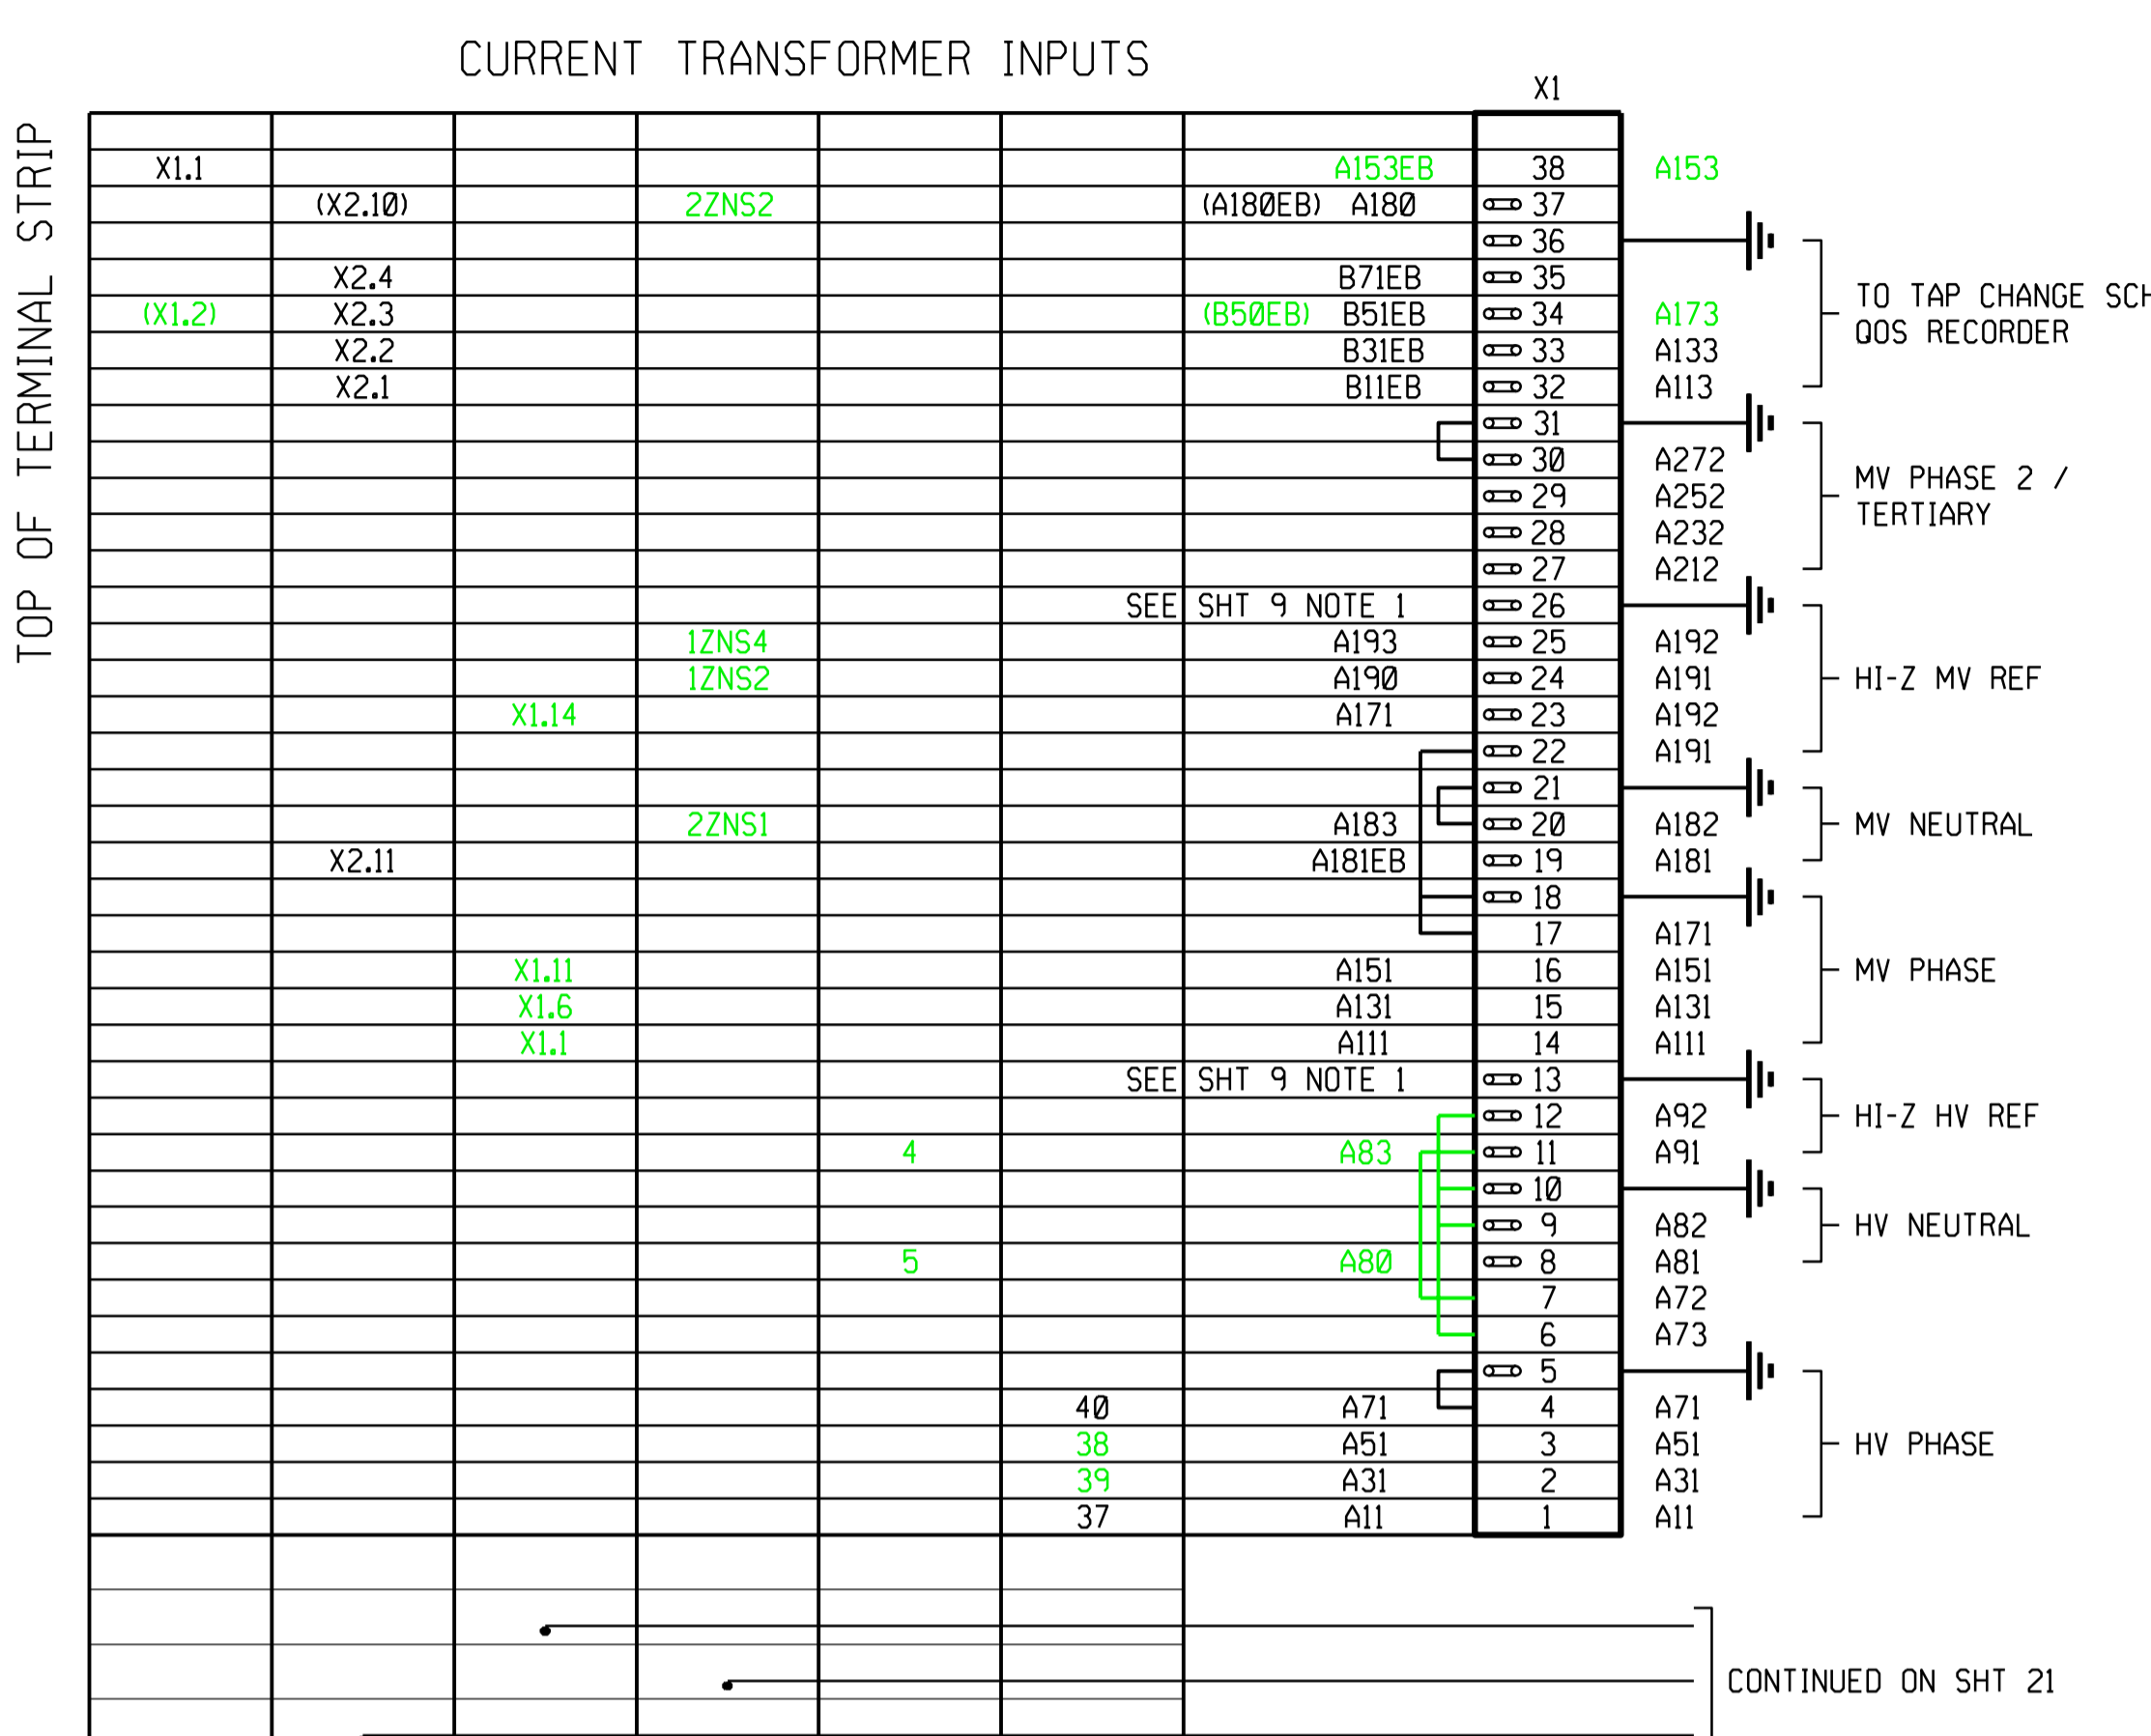 CURRENT TRANSFORMER INPUTS
X1
TOP OF TERMINAL STRIP
X1.1 A153EB 38 A153
(X2.10) 2ZNS2 (A180EB) A180 37
36
X2.4 B71EB 35
(X1.2) X2.3 (B50EB) B51EB 34 A173
X2.2 B31EB 33 A133
X2.1 B11EB 32 A113
TO TAP CHANGE SCH
QOS RECORDER
31
30 A272
29 A252
28 A232
27 A212
MV PHASE 2 /
TERTIARY
SEE SHT 9 NOTE 1 26
1ZNS4 A193 25 A192
1ZNS2 A190 24 A191 HI-Z MV REF
X1.14 A171 23 A192
22 A191
21
2ZNS1 A183 20 A182 MV NEUTRAL
X2.11 A181EB 19 A181
18
17 A171
X1.11 A151 16 A151 MV PHASE
X1.6 A131 15 A131
X1.1 A111 14 A111
SEE SHT 9 NOTE 1 13
12 A92 HI-Z HV REF
4 A83 11 A91
10
9 A82 HV NEUTRAL
5 A80 8 A81
7 A72
6 A73
5
40 A71 4 A71
38 A51 3 A51 HV PHASE
39 A31 2 A31
37 A11 1 A11
CONTINUED ON SHT 21